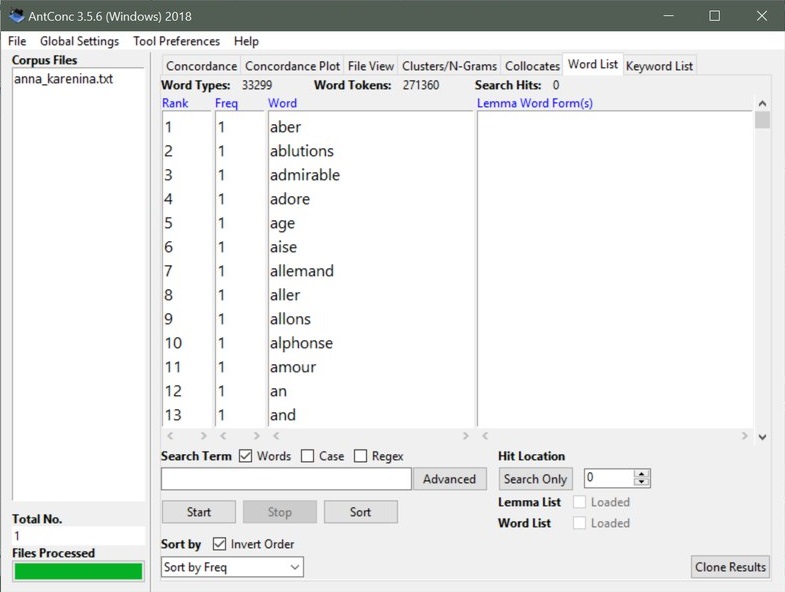 AntConc 3.5.6 (Windows) 2018
File Global Settings Tool Preferences Help
Corpus Files
anna_karenina.txt
Total No.
1
Files Processed
Concordance Concordance Plot File View Clusters/N-Grams Collocates Word List Keyword List
Word Types: 33299 Word Tokens: 271360 Search Hits: 0
Rank Freq Word Lemma Word Form(s)
1 1 aber
2 1 ablutions
3 1 admirable
4 1 adore
5 1 age
6 1 aise
7 1 allemand
8 1 aller
9 1 allons
10 1 alphonse
11 1 amour
12 1 an
13 1 and
Search Term Words Case Regex Hit Location
Advanced Search Only 0
Start Stop Sort Lemma List Loaded
Word List Loaded
Sort by Invert Order
Sort by Freq Clone Results